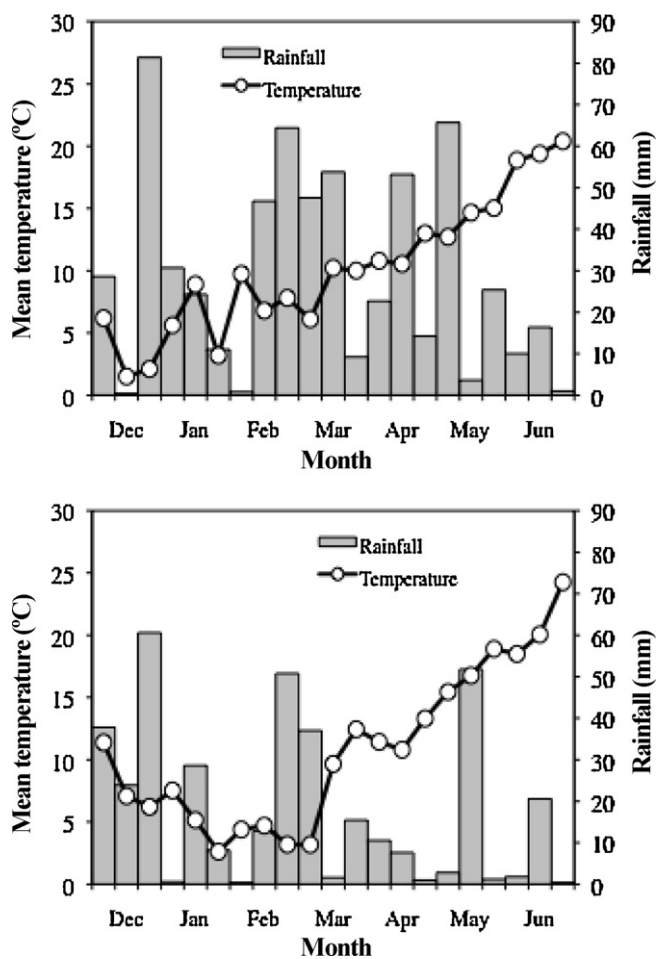 30
25
20
15
10
5
0
Mean temperature (ºC)
Rainfall
Temperature
90
80
70
60
50
40
30
20
10
0
Rainfall (mm)
Dec Jan Feb Mar Apr May Jun
Month
30
25
20
15
10
5
0
Mean temperature (ºC)
Rainfall
Temperature
90
80
70
60
50
40
30
20
10
0
Rainfall (mm)
Dec Jan Feb Mar Apr May Jun
Month